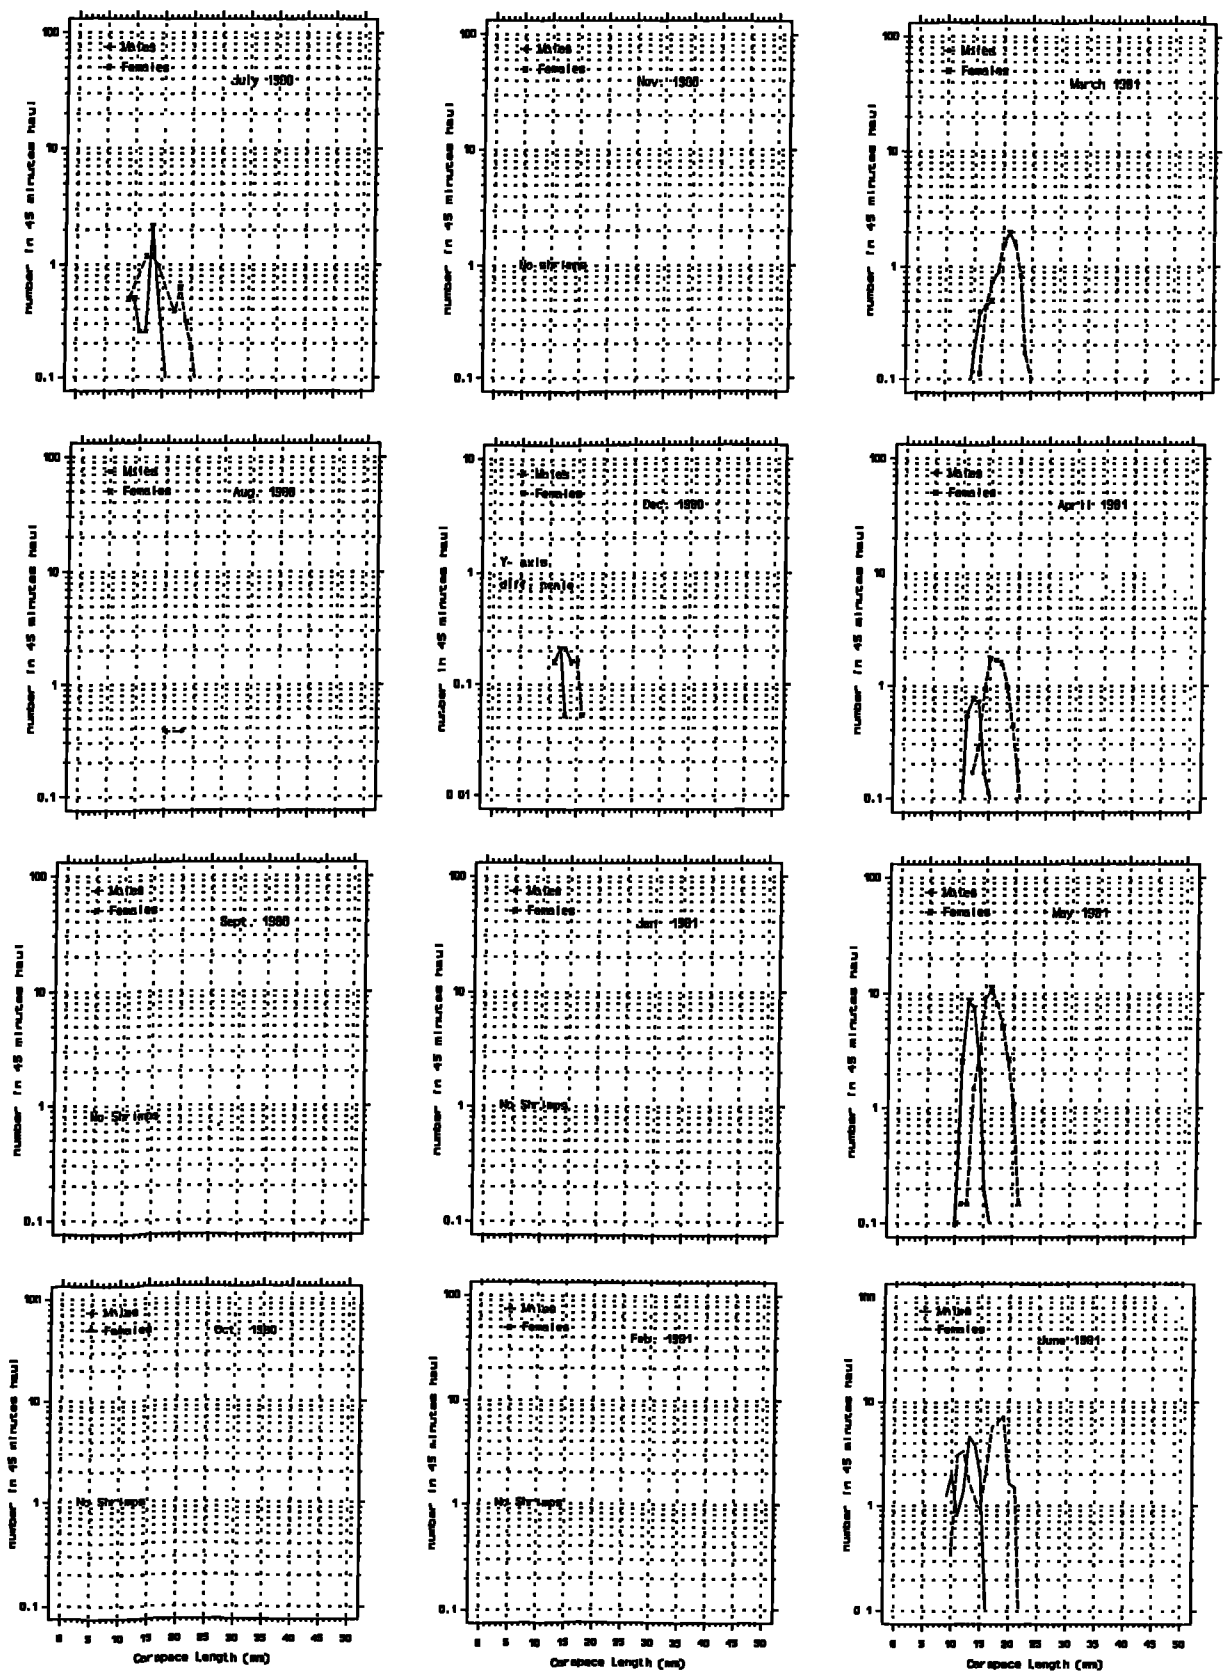 100
10
1
0.1
number in 45 minutes haul
Males
Females
July 1980
100
10
1
0.1
number in 45 minutes haul
Males
Females
Nov. 1980
No shrimps
100
10
1
0.1
number in 45 minutes haul
Males
Females
March 1981
100
10
1
0.1
number in 45 minutes haul
Males
Females
Aug. 1980
10
1
0.1
0.01
number in 45 minutes haul
Males
Females
Dec. 1980
Y- axis
diff. scale
100
10
1
0.1
number in 45 minutes haul
Males
Females
April 1981
100
10
1
0.1
number in 45 minutes haul
Males
Females
Sept. 1980
No Shrimps
100
10
1
0.1
number in 45 minutes haul
Males
Females
Jan 1981
No Shrimps
100
10
1
0.1
number in 45 minutes haul
Males
Females
May 1981
100
10
1
0.1
number in 45 minutes haul
Males
Females
Oct. 1980
No Shrimps
0 5 10 15 20 25 30 35 40 45 50
Carspace Length (mm)
100
10
1
0.1
number in 45 minutes haul
Males
Females
Feb. 1981
No Shrimps
0 5 10 15 20 25 30 35 40 45 50
Carspace Length (mm)
100
10
1
0.1
number in 45 minutes haul
Males
Females
June 1981
0 5 10 15 20 25 30 35 40 45 50
Carspace Length (mm)